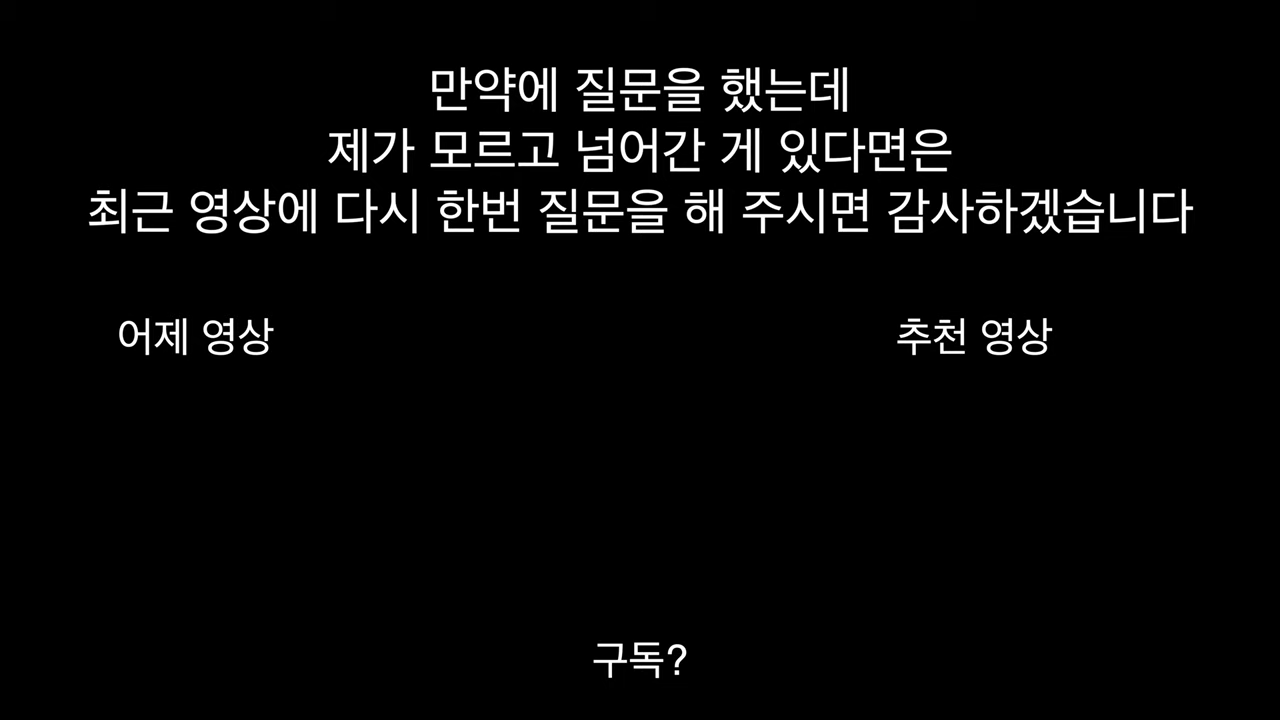 만약에 질문을 했는데
제가 모르고 넘어간 게 있다면은
최근 영상에 다시 한번 질문을 해 주시면 감사하겠습니다
어제 영상
추천 영상
구독?